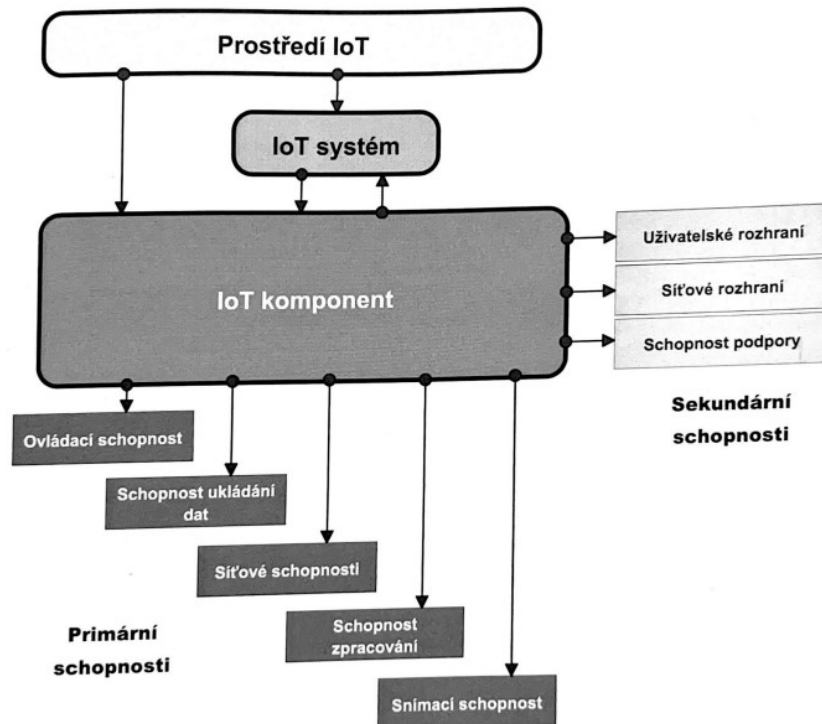 Prostředí IoT
IoT systém
IoT komponent
Uživatelské rozhraní
Síťové rozhraní
Schopnost podpory
Sekundární
schopnosti
Ovládací schopnost
Schopnost ukládání
dat
Síťové schopnosti
Schopnost
zpracování
Snímací schopnost
Primární
schopnosti